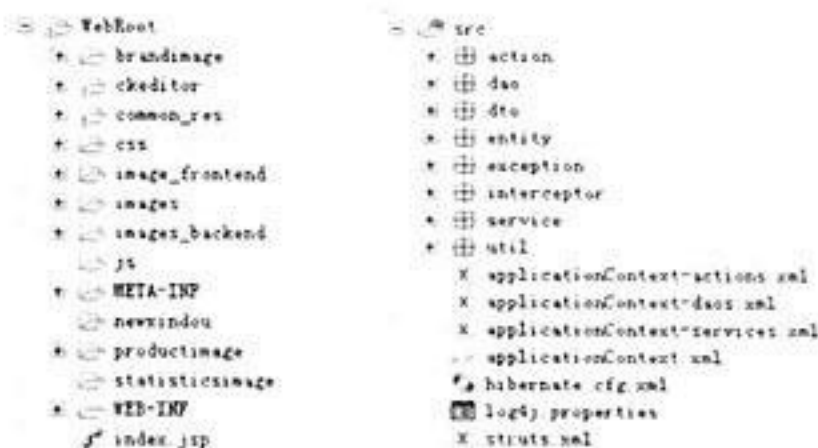 WebRoot
brandimage
ckeditor
common_res
css
image_frontend
images
images_backend
js
META-INF
newxindou
productimage
statisticsimage
WEB-INF
index.jsp
src
action
dao
dto
entity
exception
interceptor
service
util
applicationContext-actions.xml
applicationContext-daos.xml
applicationContext-services.xml
applicationContext.xml
hibernate.cfg.xml
log4j.properties
struts.xml